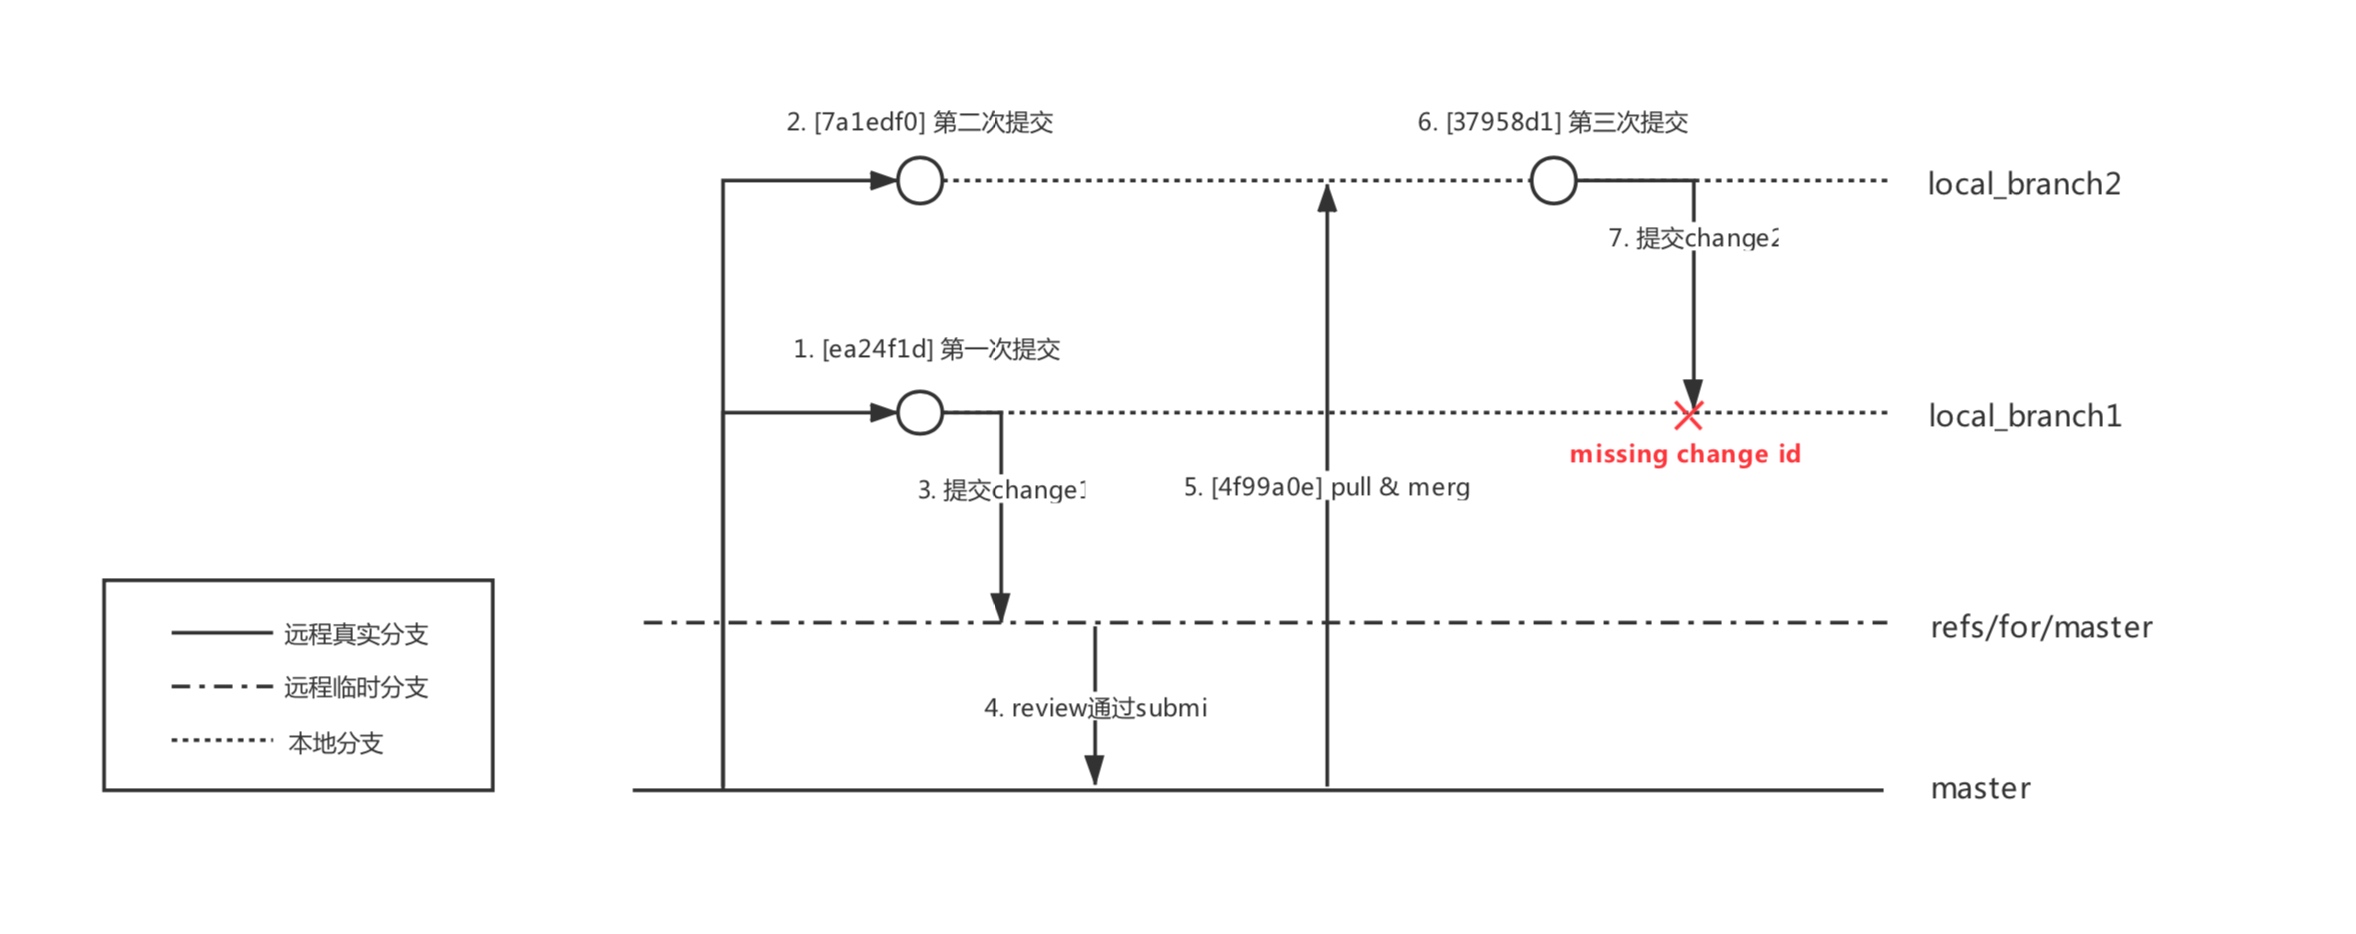 2. [7a1edf0] 第二次提交
6. [37958d1] 第三次提交
local_branch2
7. 提交change2
1. [ea24f1d] 第一次提交
local_branch1
missing change id
3. 提交change1
5. [4f99a0e] pull & merg
refs/for/master
远程真实分支
远程临时分支
本地分支
4. review通过submi
master